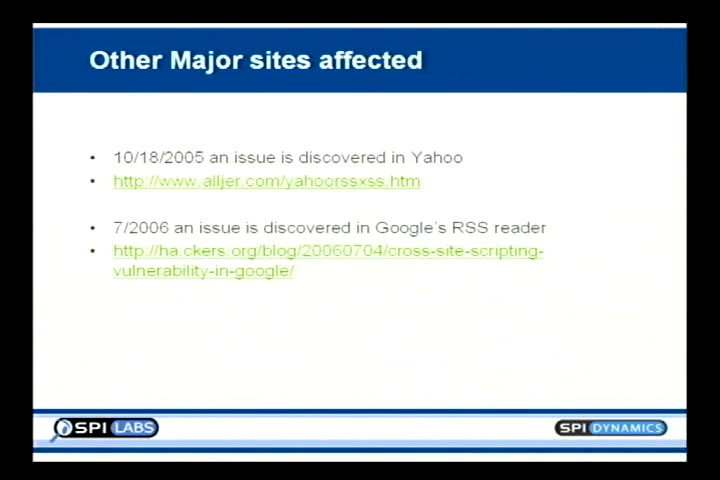 Other Major sites affected
• 10/18/2005 an issue is discovered in Yahoo
• http://www.alljer.com/yahoorssxss.htm
• 7/2006 an issue is discovered in Google's RSS reader
• http://ha.ckers.org/blog/20060704/cross-site-scripting-
vulnerability-in-google/
SPI LABS
SPI DYNAMICS